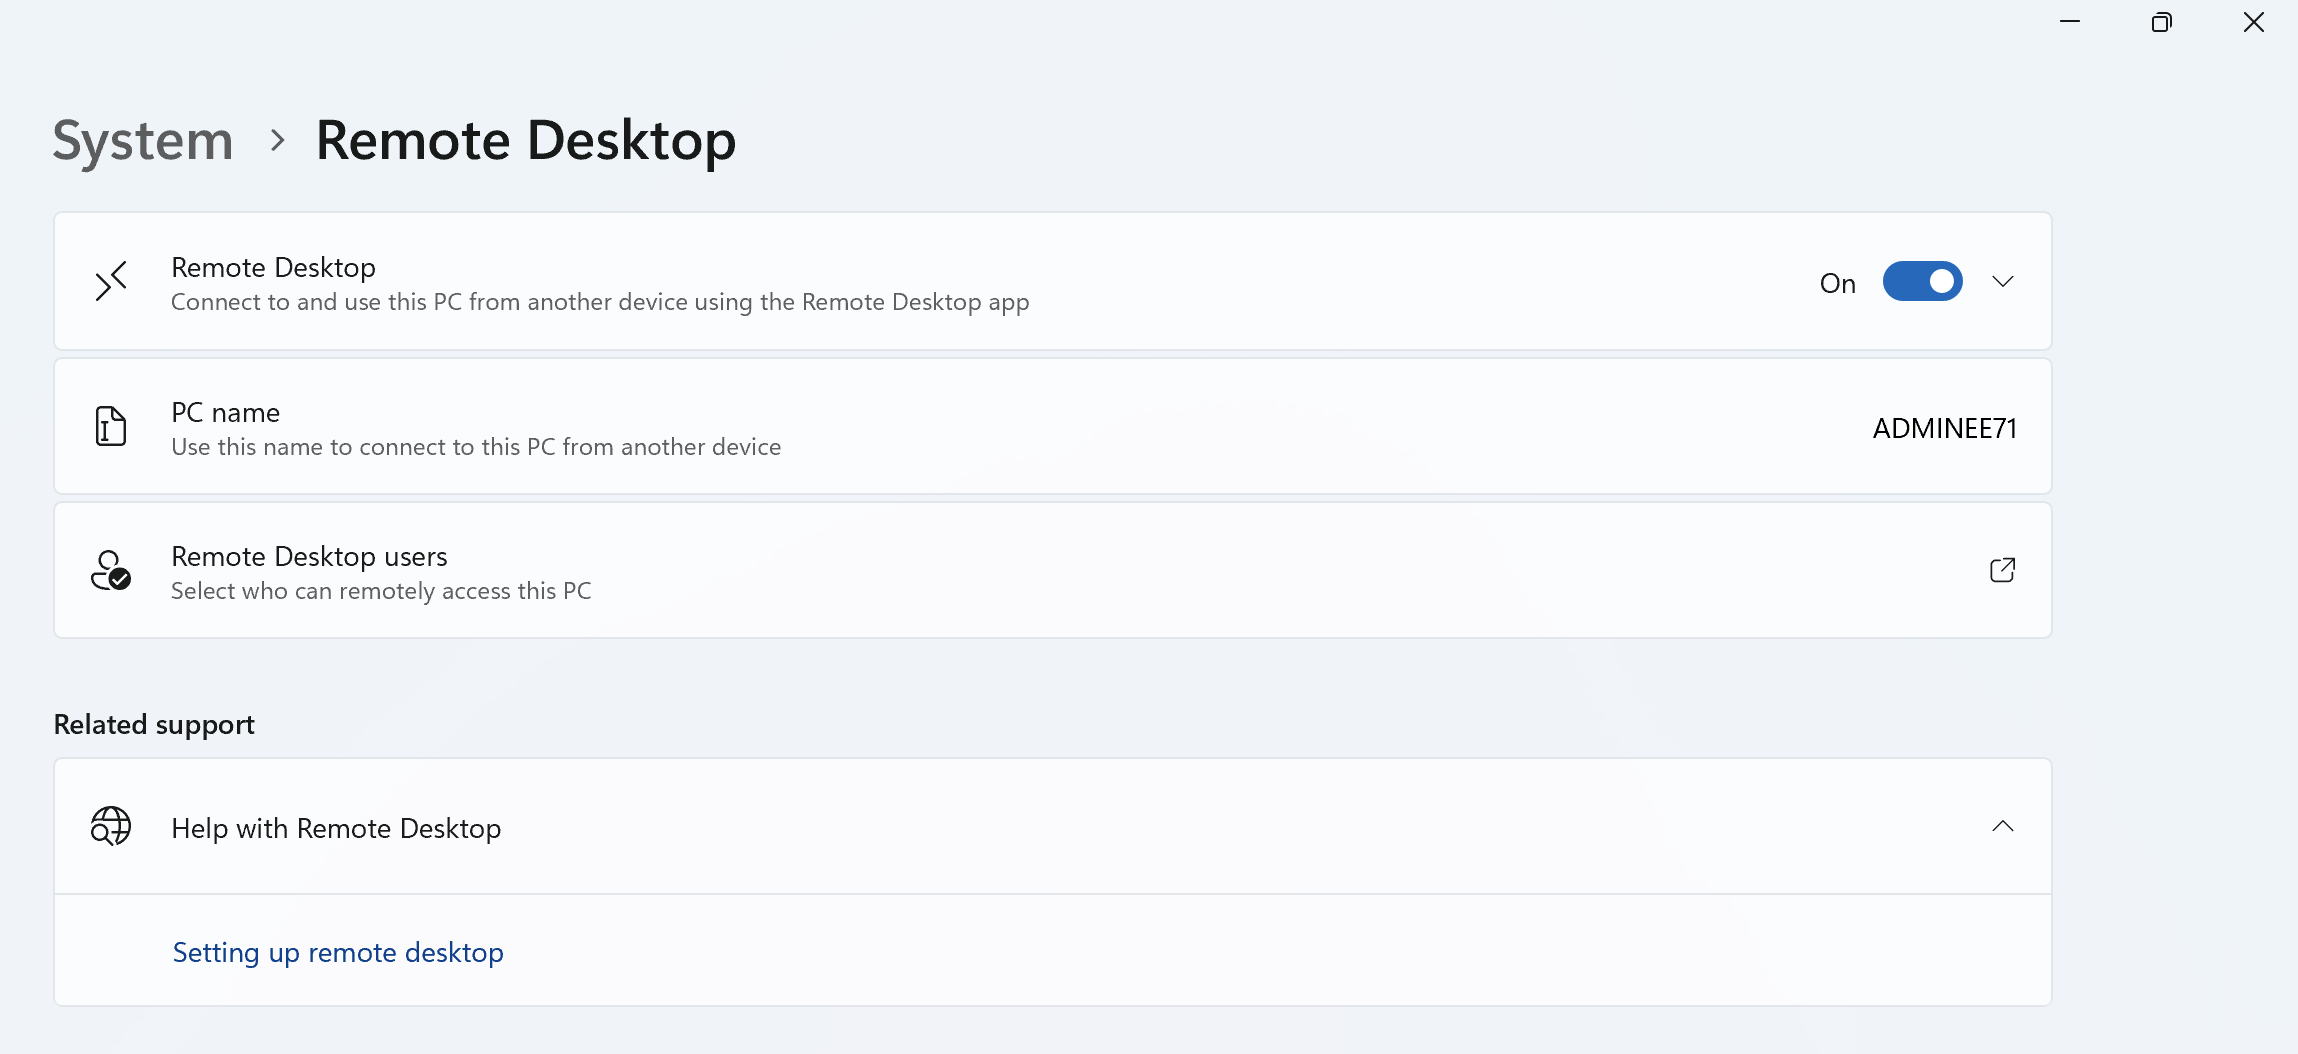 System > Remote Desktop
Remote Desktop
Connect to and use this PC from another device using the Remote Desktop app
On
PC name
Use this name to connect to this PC from another device
ADMINEE71
Remote Desktop users
Select who can remotely access this PC
Related support
Help with Remote Desktop
Setting up remote desktop